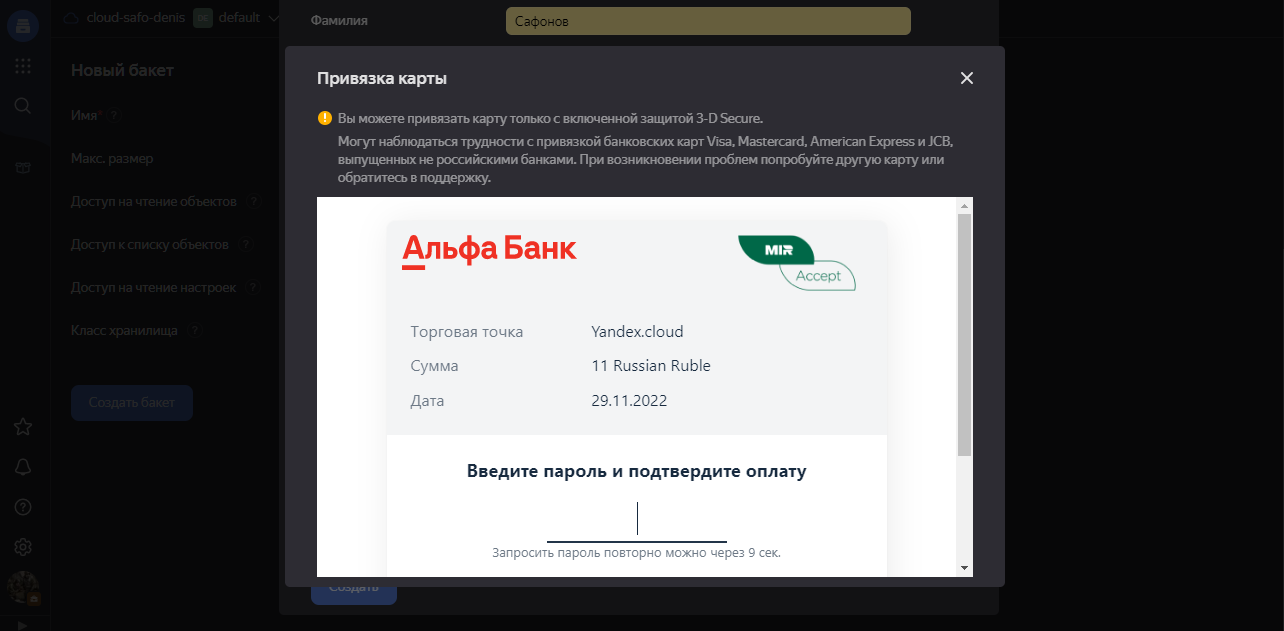 cloud-safo-denis DE default
Фамилия
Сафонов
Новый бакет
Имя* ?
Макс. размер
Доступ на чтение объектов ?
Доступ к списку объектов ?
Доступ на чтение настроек ?
Класс хранилища ?
Создать бакет
Привязка карты
Вы можете привязать карту только с включенной защитой 3-D Secure.
Могут наблюдаться трудности с привязкой банковских карт Visa, Mastercard, American Express и JCB,
выпущенных не российскими банками. При возникновении проблем попробуйте другую карту или
обратитесь в поддержку.
Альфа Банк
MIR
Accept
Торговая точка Yandex.cloud
Сумма 11 Russian Ruble
Дата 29.11.2022
Введите пароль и подтвердите оплату
Запросить пароль повторно можно через 9 сек.
Создать